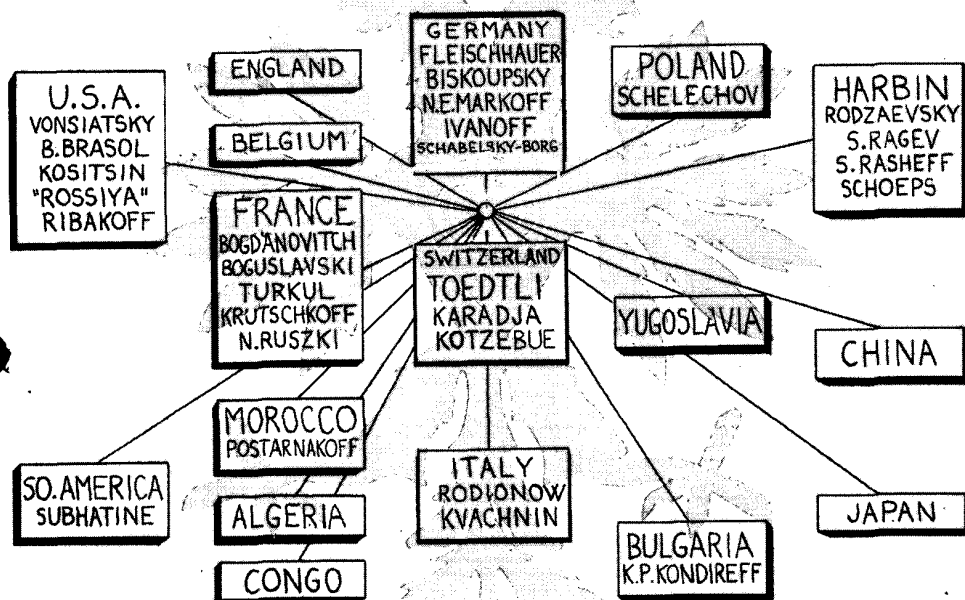 U.S.A.
VONSIATSKY
B.BRASOL
KOSITSIN
"ROSSIYA"
RIBAKOFF
ENGLAND
BELGIUM
FRANCE
BOGDANOVITCH
BOGUSLAVSKI
TURKUL
KRUTSCHKOFF
N.RUSZKI
GERMANY
FLEISCHHAUER
BISKOUPSKY
N.E.MARKOFF
IVANOFF
SCHABELSKY-BORG
POLAND
SCHELECHOV
HARBIN
RODZAEVSKY
S.RAGEV
S.RASHEFF
SCHOEPS
SWITZERLAND
TOEDTLI
KARADJA
KOTZEBUE
YUGOSLAVIA
CHINA
SO.AMERICA
SUBHATINE
MOROCCO
POSTARNAKOFF
ALGERIA
CONGO
ITALY
RODIONOW
KVACHNIN
BULGARIA
K.P.KONDIREFF
JAPAN